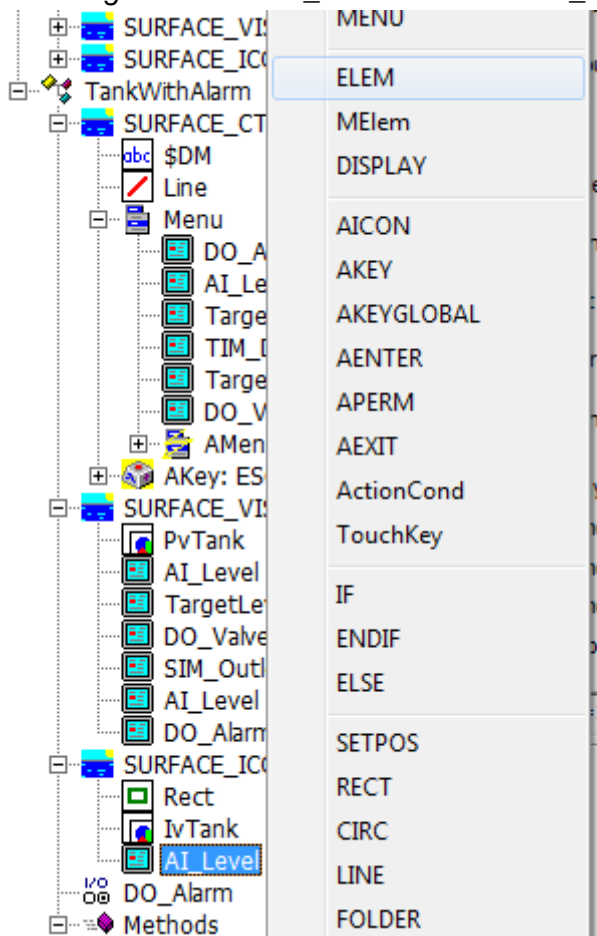 SURFACE_VIS
SURFACE_ICO
TankWithAlarm
SURFACE_CT
abc $DM
Line
Menu
DO_A
AI_Le
Targe
TIM_D
Targe
DO_V
AMen
AKey: ES
SURFACE_VIS
PvTank
AI_Level
TargetLe
DO_Valve
SIM_Outl
AI_Level
DO_Alarm
SURFACE_ICO
Rect
IvTank
AI_Level
I/O DO_Alarm
Methods
MENU
ELEM
MElem
DISPLAY
AICON
AKEY
AKEYGLOBAL
AENTER
APERM
AEXIT
ActionCond
TouchKey
IF
ENDIF
ELSE
SETPOS
RECT
CIRC
LINE
FOLDER